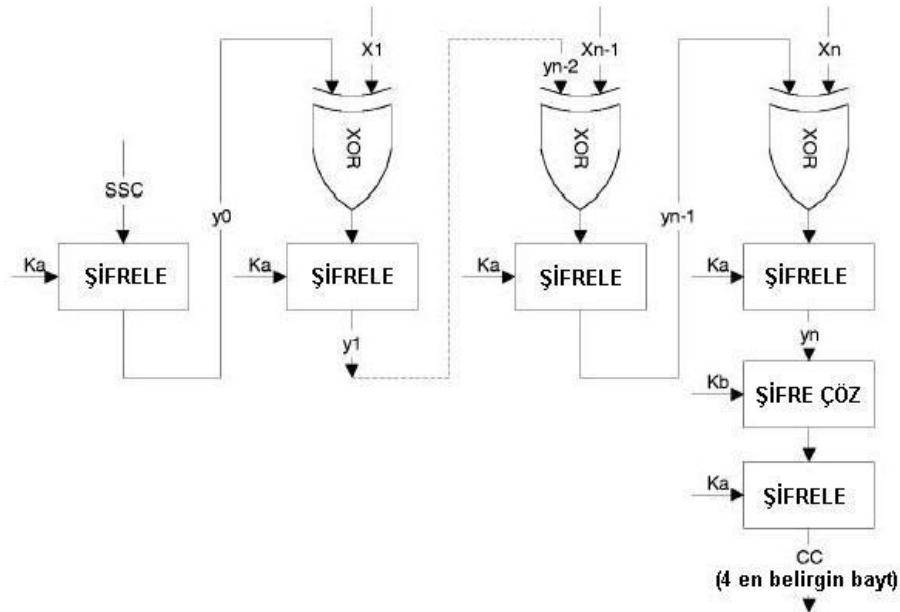 X1
Xn-1
Xn
yn-2
XOR
XOR
XOR
SSC
y0
yn-1
Ka
ŞİFRELE
Ka
ŞİFRELE
Ka
ŞİFRELE
Ka
ŞİFRELE
y1
yn
Kb
ŞİFRE ÇÖZ
Ka
ŞİFRELE
CC
(4 en belirgin bayt)